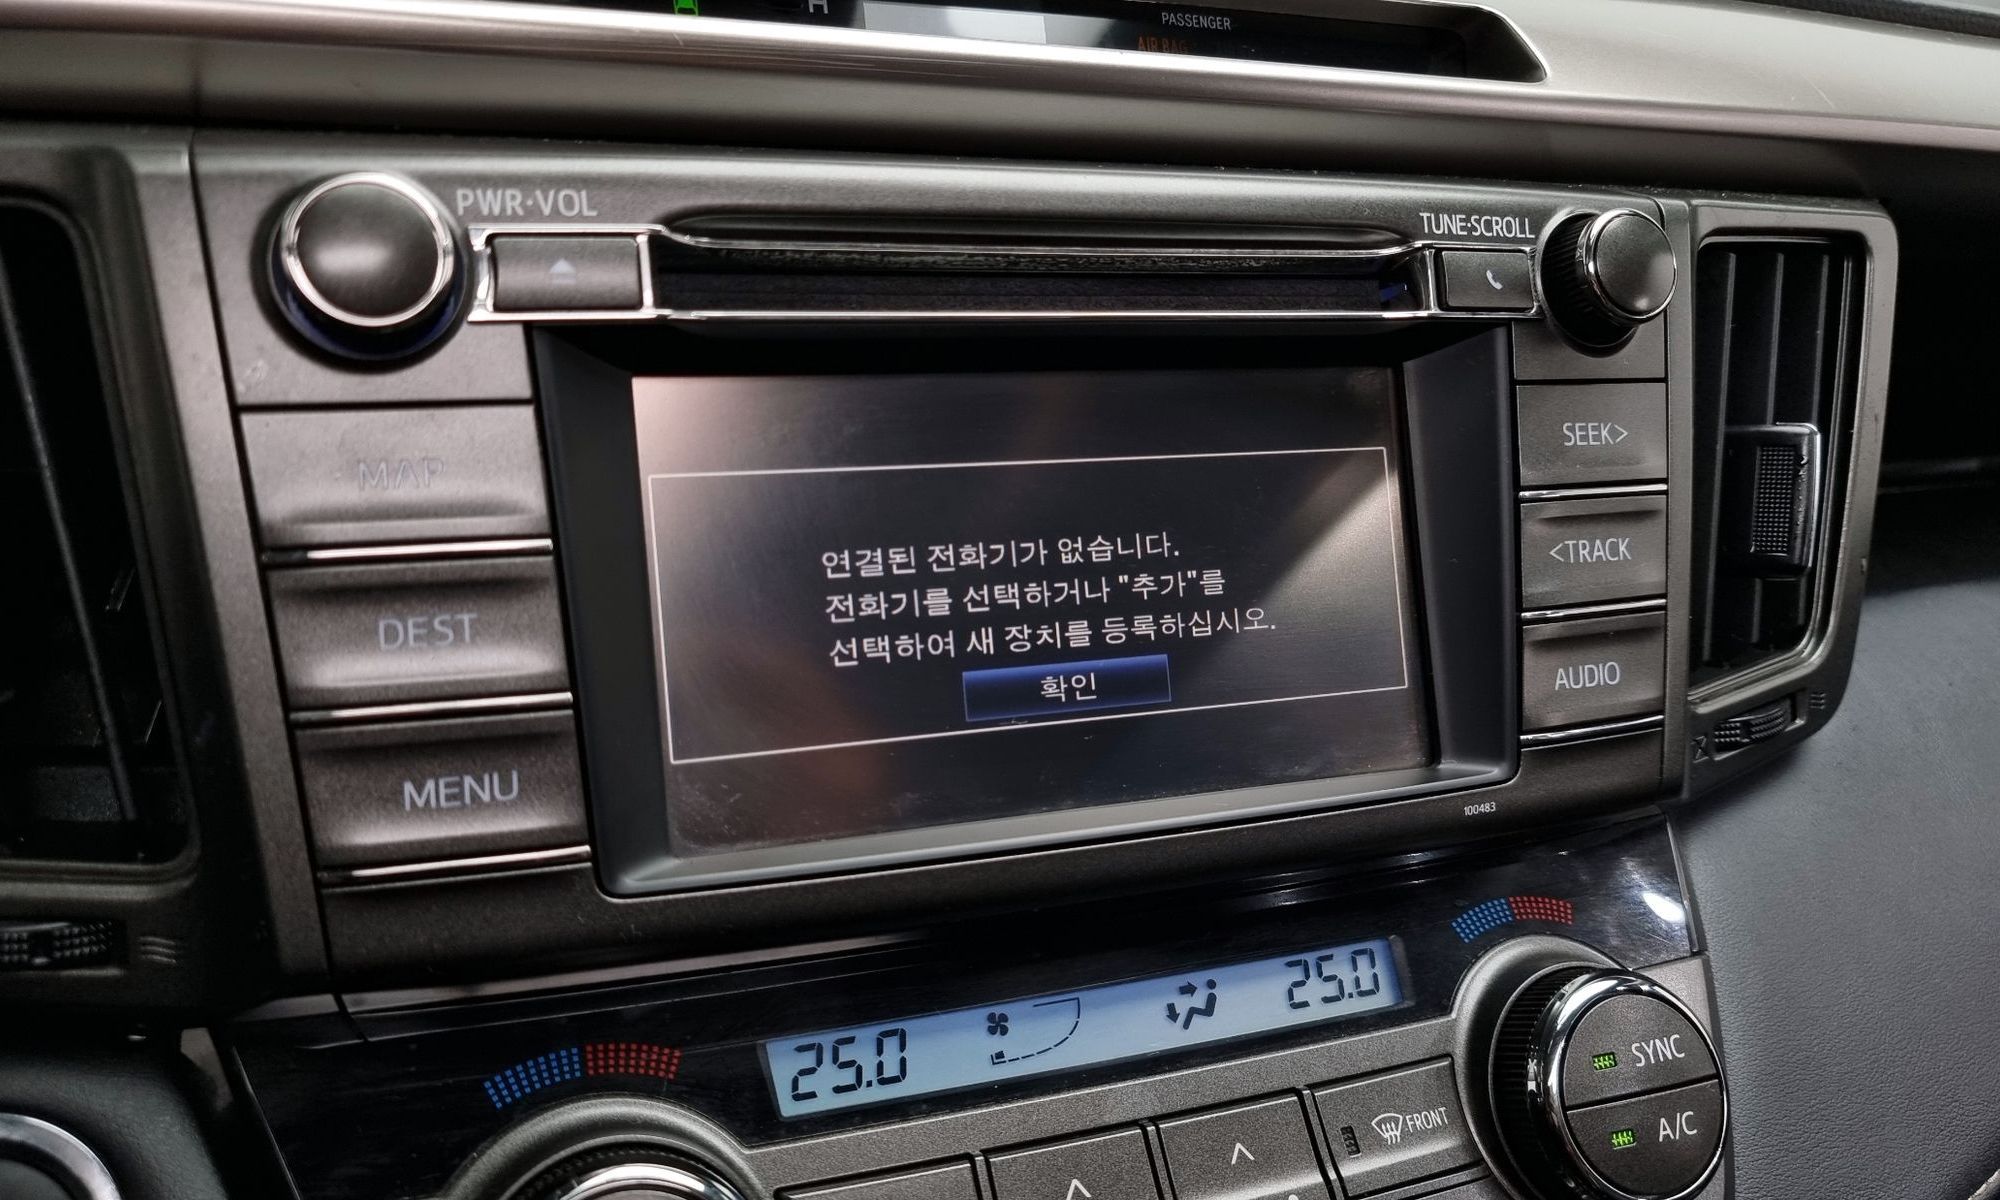 H
PASSENGER
AIR BAG
PWR·VOL
TUNE·SCROLL
MAP
SEEK>
<TRACK
DEST
AUDIO
MENU
연결된 전화기가 없습니다.
전화기를 선택하거나 "추가"를
선택하여 새 장치를 등록하십시오.
확인
100483
25.0
25.0
SYNC
A/C
FRONT